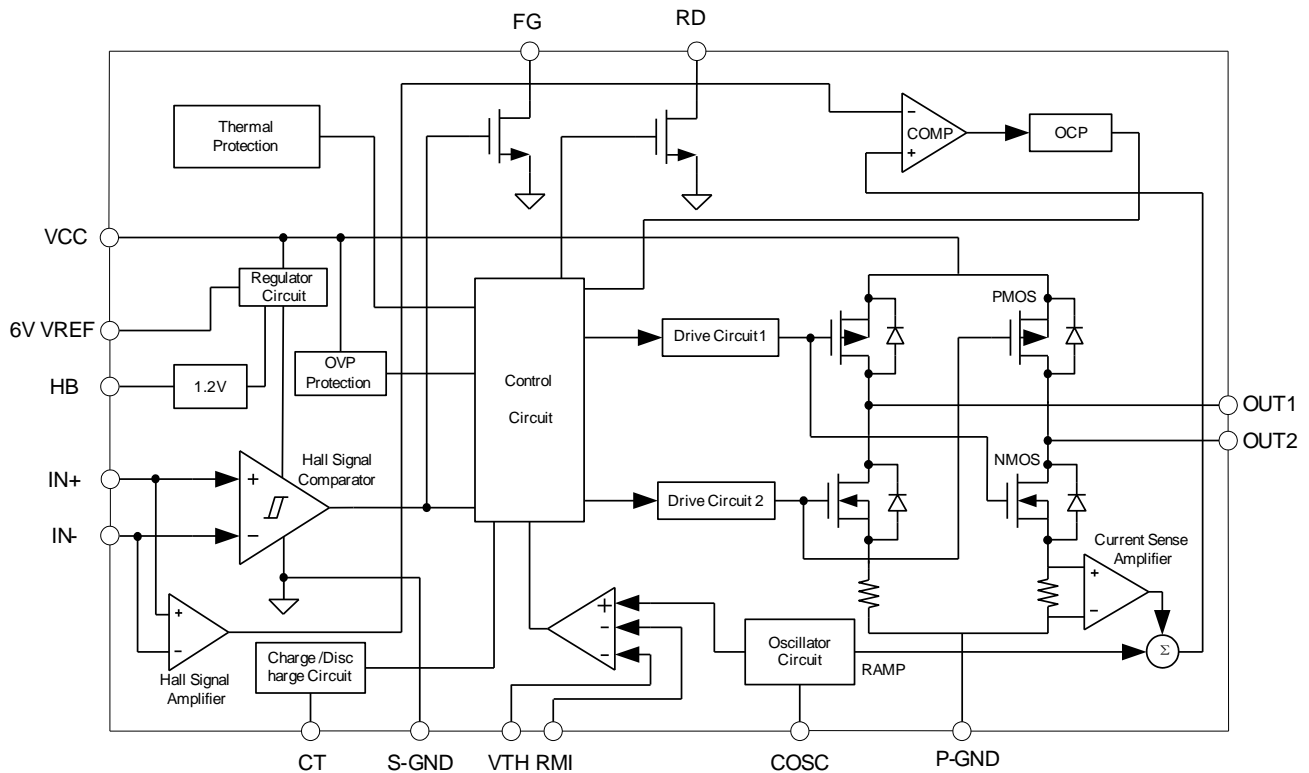 FG
RD
Thermal
Protection
−
COMP
+
OCP
VCC
Regulator
Circuit
6V VREF
PMOS
HB
1.2V
OVP
Protection
Control
Circuit
Drive Circuit1
OUT1
OUT2
IN+
+
Hall Signal
Comparator
NMOS
Drive Circuit 2
IN-
−
Current Sense
Amplifier
+
−
+
−
Hall Signal
Amplifier
Charge /Disc
harge Circuit
+
−
−
Oscillator
Circuit
RAMP
Σ
CT
S-GND
VTH
RMI
COSC
P-GND